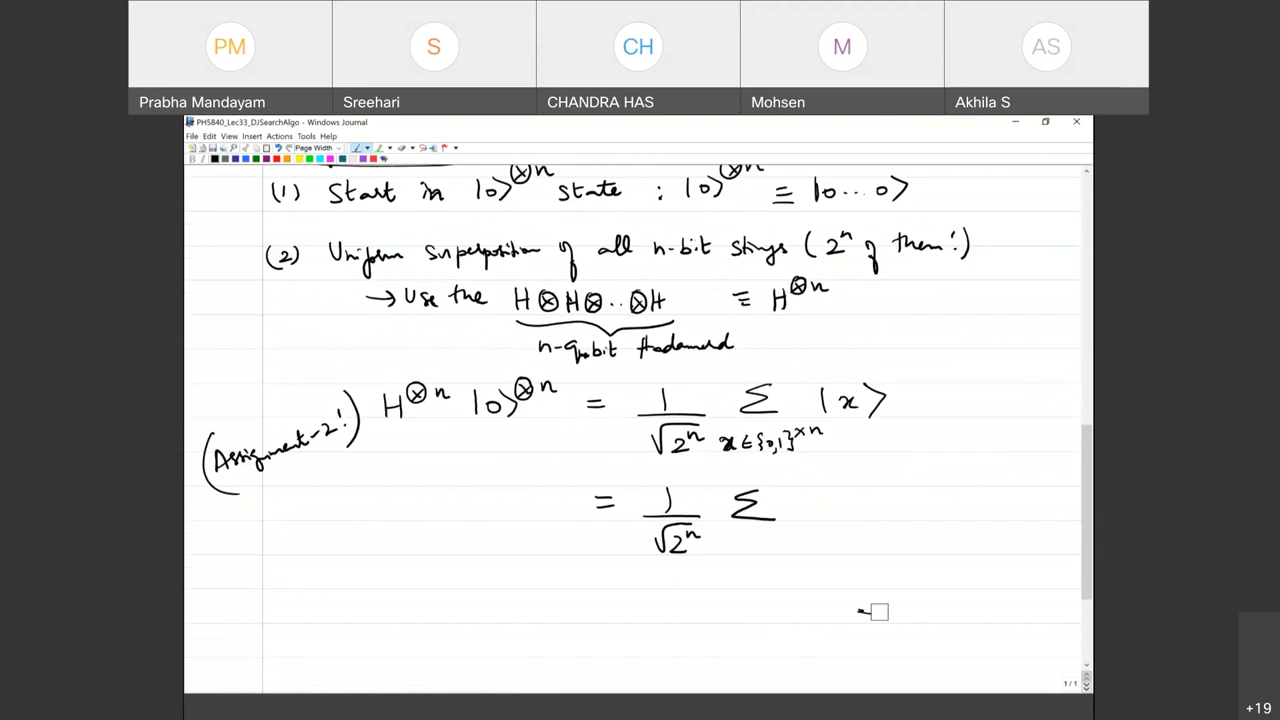 PM S CH M AS
Prabha Mandayam Sreehari CHANDRA HAS Mohsen Akhila S
PH5840_Lec33_DJSearchAlgo - Windows Journal
File Edit View Insert Actions Tools Help
Page Width
B I
(1) Start in |0⟩^⊗n state : |0⟩^⊗n ≡ |0...0⟩
(2) Uniform superposition of all n-bit strings (2^n of them!)
→ Use the H⊗H⊗..⊗H ≡ H^⊗n
n-qubit Hadamard
(Assignment-2!) H^⊗n |0⟩^⊗n = 1/√2^n Σ_{x∈{0,1}^×n} |x⟩
= 1/√2^n Σ
1 / 1
+19